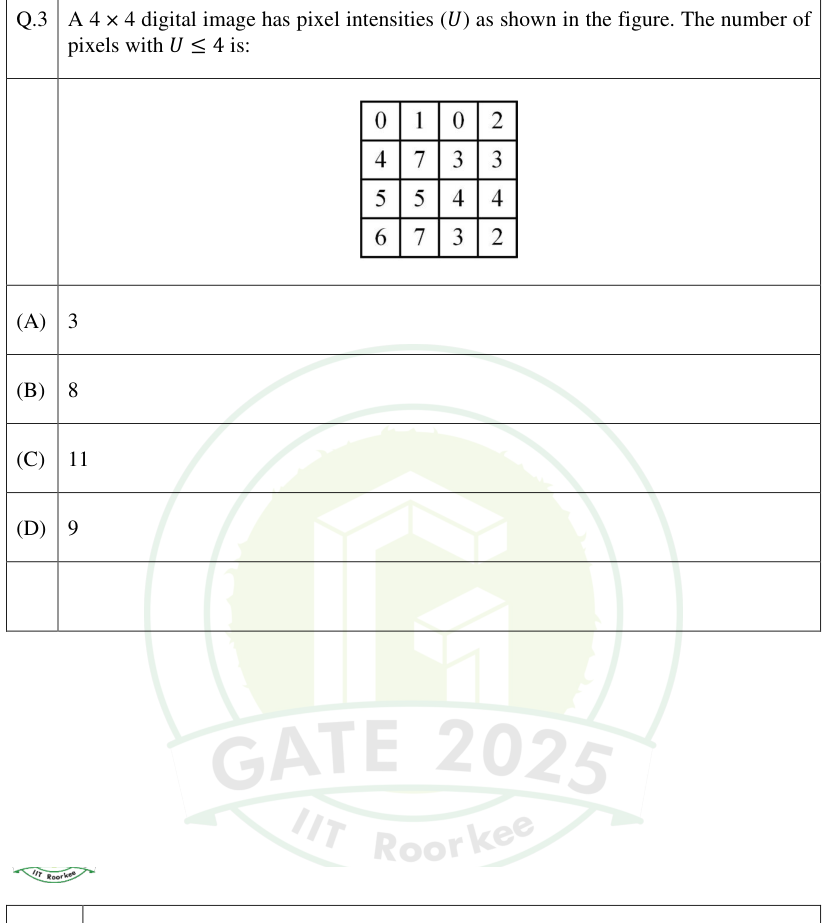 Q.3 A 4 × 4 digital image has pixel intensities (U) as shown in the figure. The number of
pixels with U ≤ 4 is:
0 1 0 2
4 7 3 3
5 5 4 4
6 7 3 2
(A) 3
(B) 8
(C) 11
(D) 9
GATE 2025
IIT Roorkee
IIT Roorkee